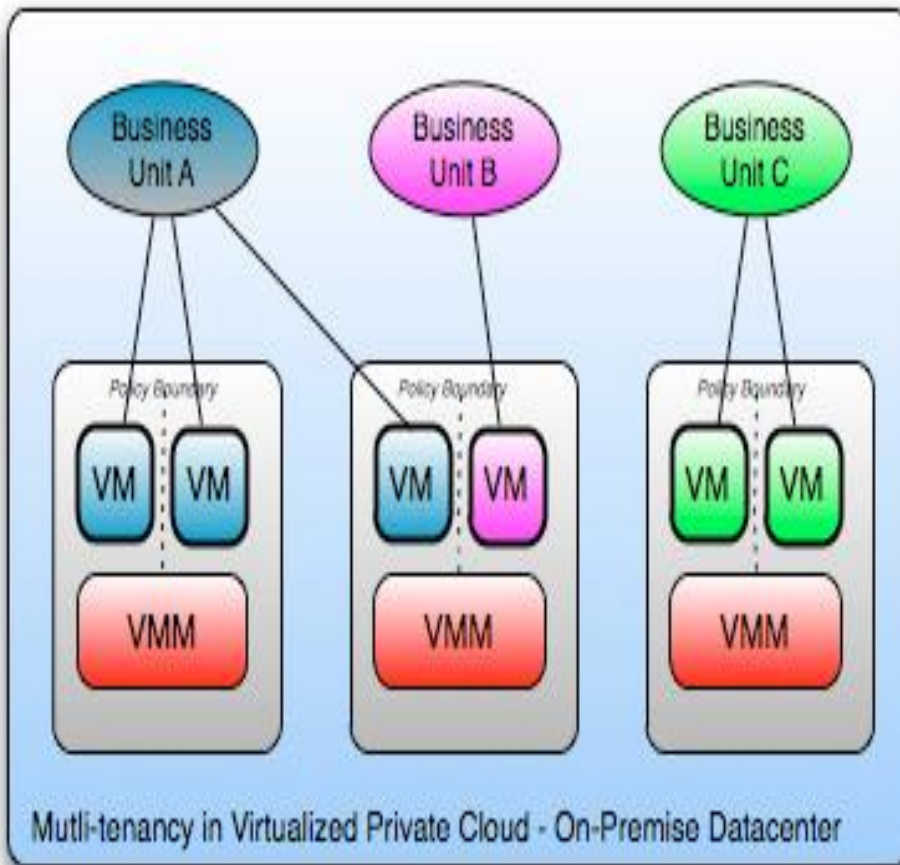 Business
Unit A
Business
Unit B
Business
Unit C
Policy Boundary
Policy Boundary
Policy Boundary
VM
VM
VM
VM
VM
VM
VMM
VMM
VMM
Mutli-tenancy in Virtualized Private Cloud - On-Premise Datacenter